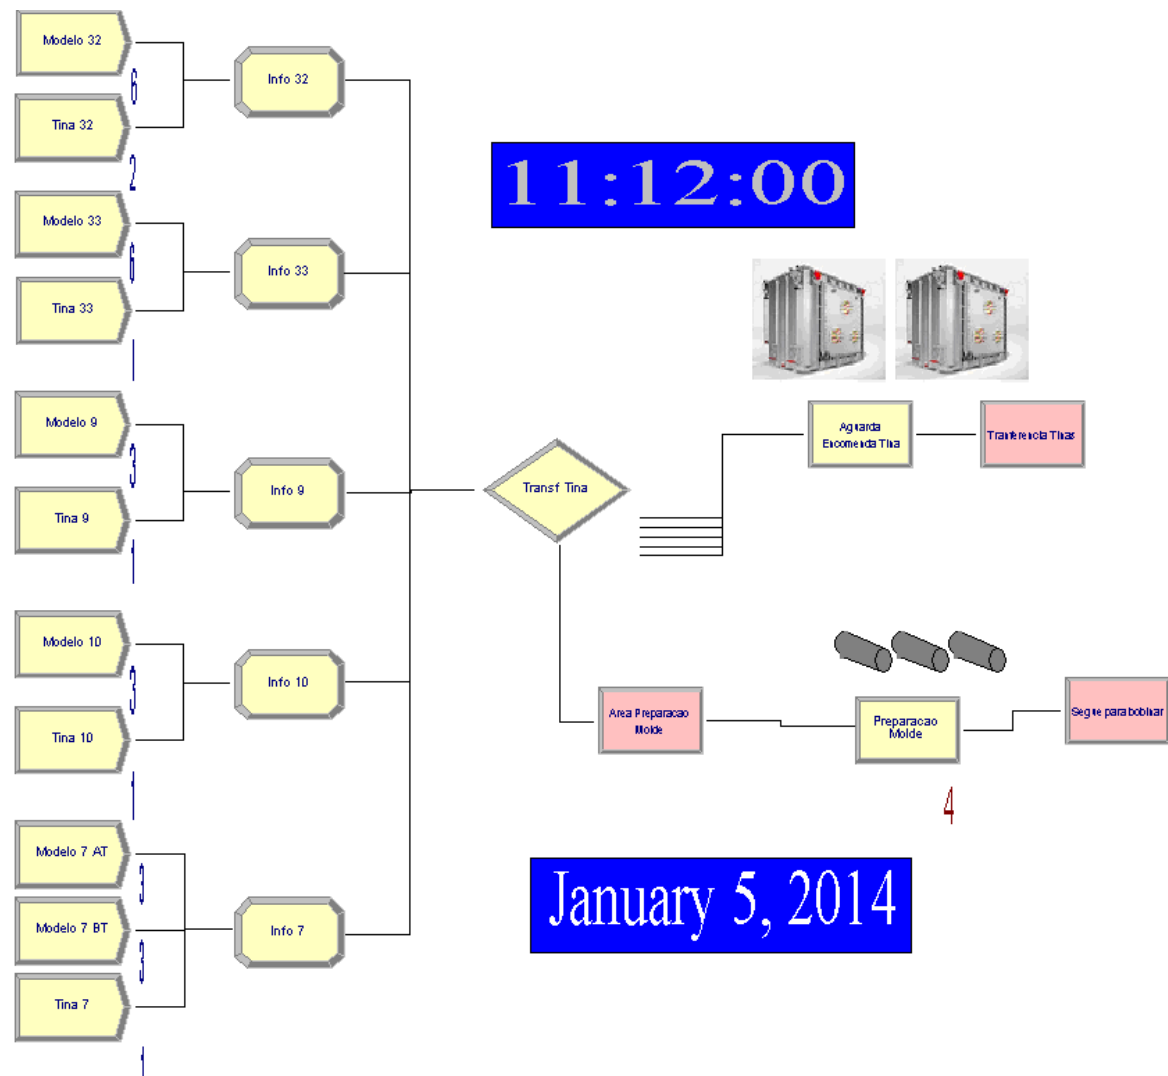 Modelo 32
6
Info 32
Tina 32
2
11:12:00
Modelo 33
6
Info 33
Tina 33
1
Modelo 9
3
Aguarda
Encomenda Tina
Tranferencia Tinas
Info 9
Transf Tina
Tina 9
1
Modelo 10
3
Info 10
Tina 10
1
Area Preparacao
Molde
Preparacao
Molde
Segue para bobinar
4
Modelo 7 AT
3
Modelo 7 BT
3
Info 7
Tina 7
1
January 5, 2014